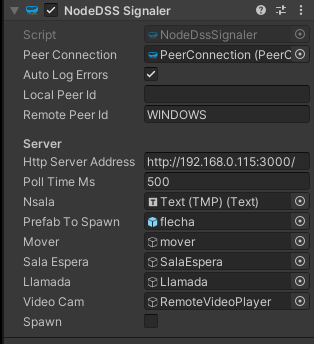 NodeDSS Signaler
Script NodeDssSignaler
Peer Connection PeerConnection (PeerC
Auto Log Errors
Local Peer Id
Remote Peer Id WINDOWS
Server
Http Server Address http://192.168.0.115:3000/
Poll Time Ms 500
Nsala Text (TMP) (Text)
Prefab To Spawn flecha
Mover mover
Sala Espera SalaEspera
Llamada Llamada
Video Cam RemoteVideoPlayer
Spawn